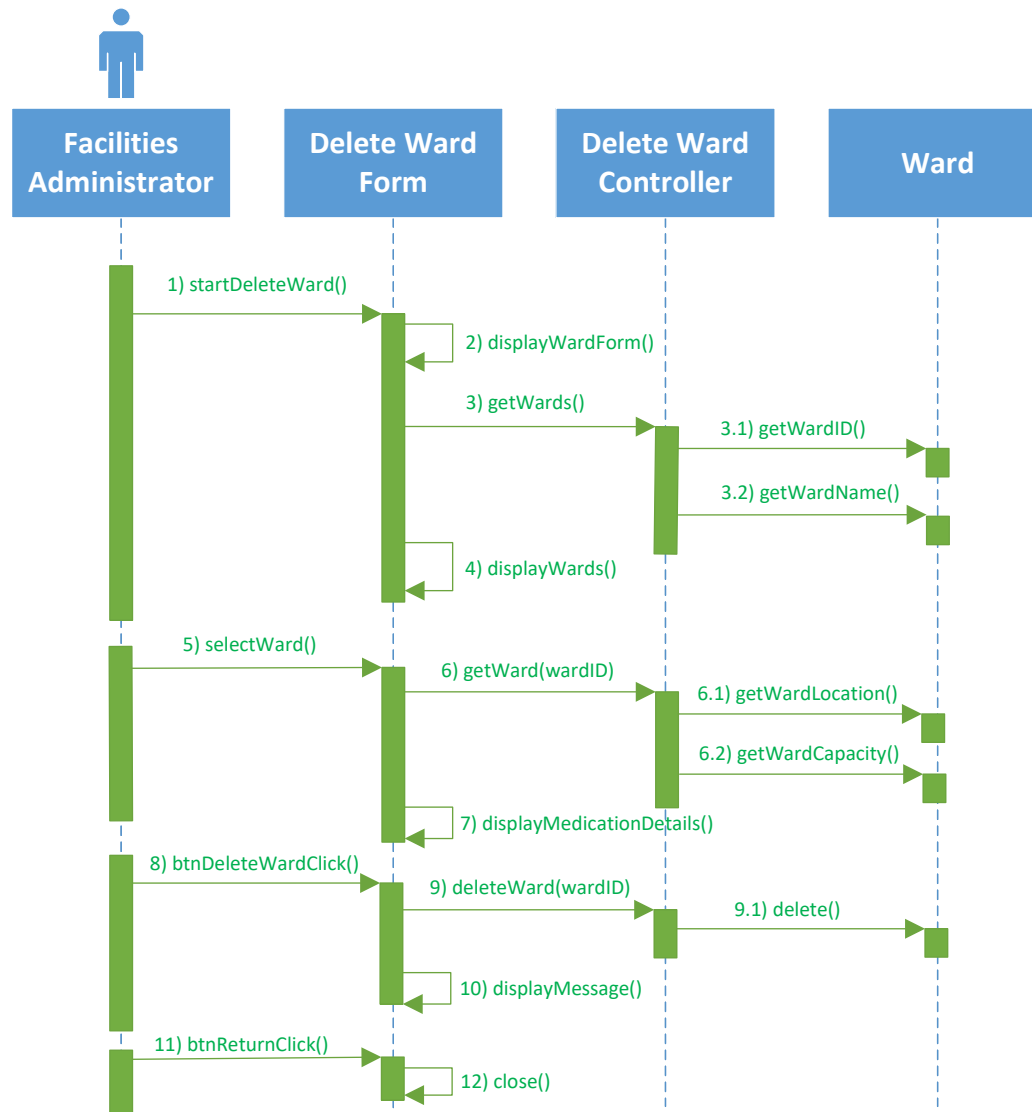 Facilities
Administrator
Delete Ward
Form
Delete Ward
Controller
Ward
1) startDeleteWard()
2) displayWardForm()
3) getWards()
3.1) getWardID()
3.2) getWardName()
4) displayWards()
5) selectWard()
6) getWard(wardID)
6.1) getWardLocation()
6.2) getWardCapacity()
7) displayMedicationDetails()
8) btnDeleteWardClick()
9) deleteWard(wardID)
9.1) delete()
10) displayMessage()
11) btnReturnClick()
12) close()